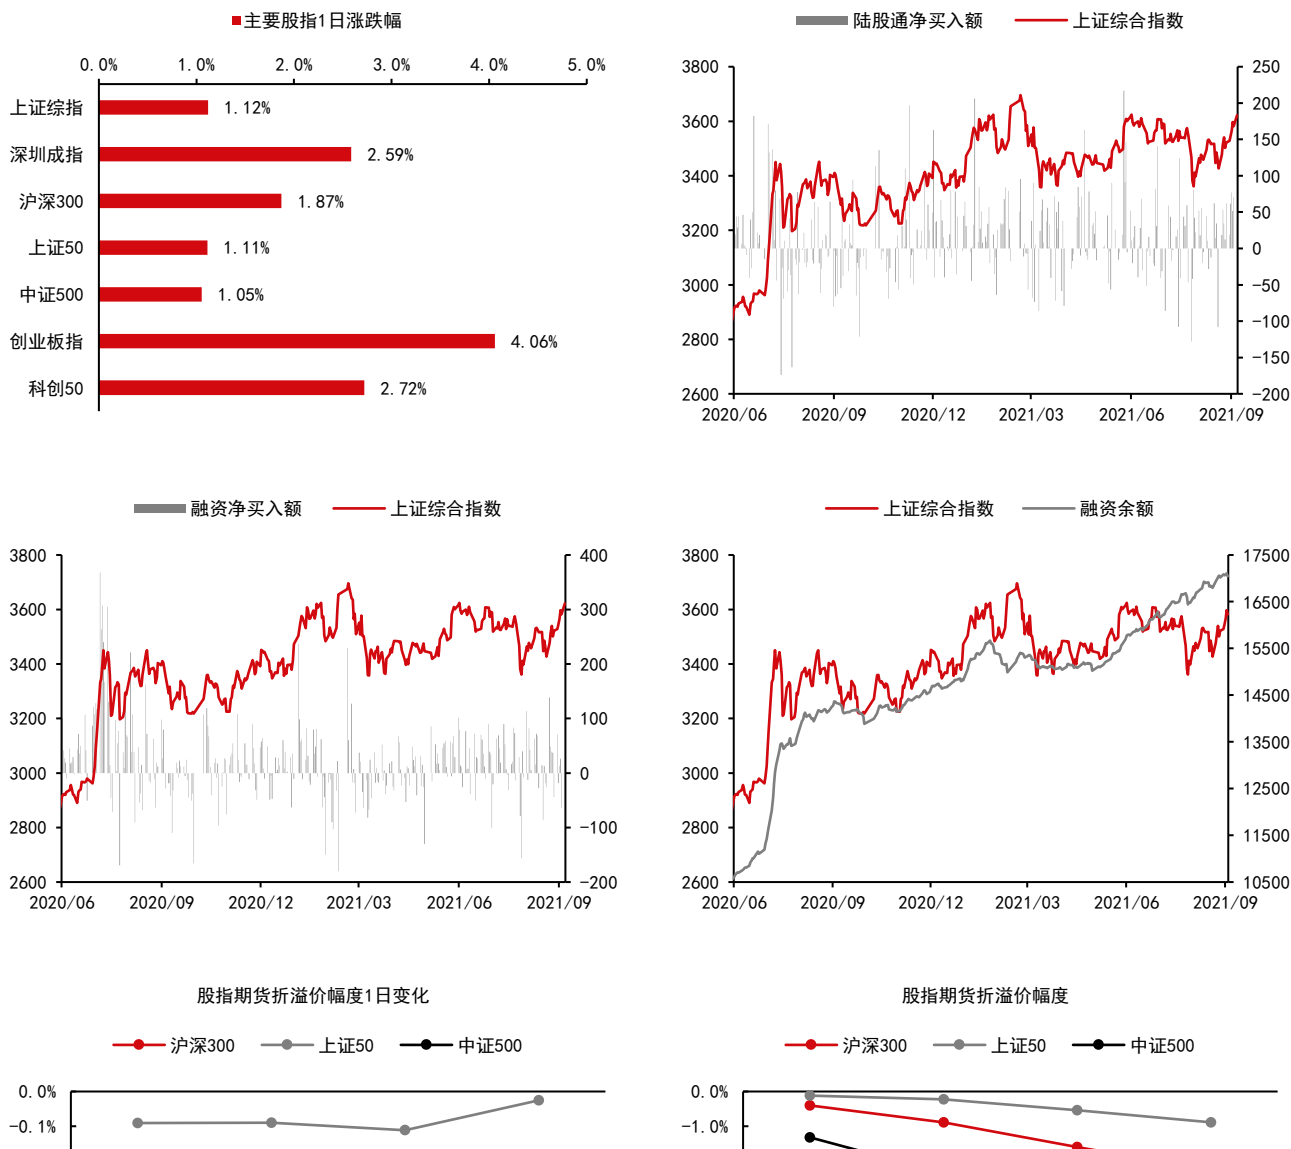 主要股指1日涨跌幅
0.0% 1.0% 2.0% 3.0% 4.0% 5.0%
上证综指 1.12%
深圳成指 2.59%
沪深300 1.87%
上证50 1.11%
中证500 1.05%
创业板指 4.06%
科创50 2.72%
陆股通净买入额 上证综合指数
3800 250
3600 200
150
3400 100
3200 50
0
3000 -50
2800 -100
-150
2600 -200
2020/06 2020/09 2020/12 2021/03 2021/06 2021/09
融资净买入额 上证综合指数
3800 400
3600 300
3400 200
3200 100
3000 0
2800 -100
2600 -200
2020/06 2020/09 2020/12 2021/03 2021/06 2021/09
上证综合指数 融资余额
3800 17500
3600 16500
3400 15500
3200 14500
3000 13500
12500
2800 11500
2600 10500
2020/06 2020/09 2020/12 2021/03 2021/06 2021/09
股指期货折溢价幅度1日变化
沪深300 上证50 中证500
0.0%
-0.1%
股指期货折溢价幅度
沪深300 上证50 中证500
0.0%
-1.0%